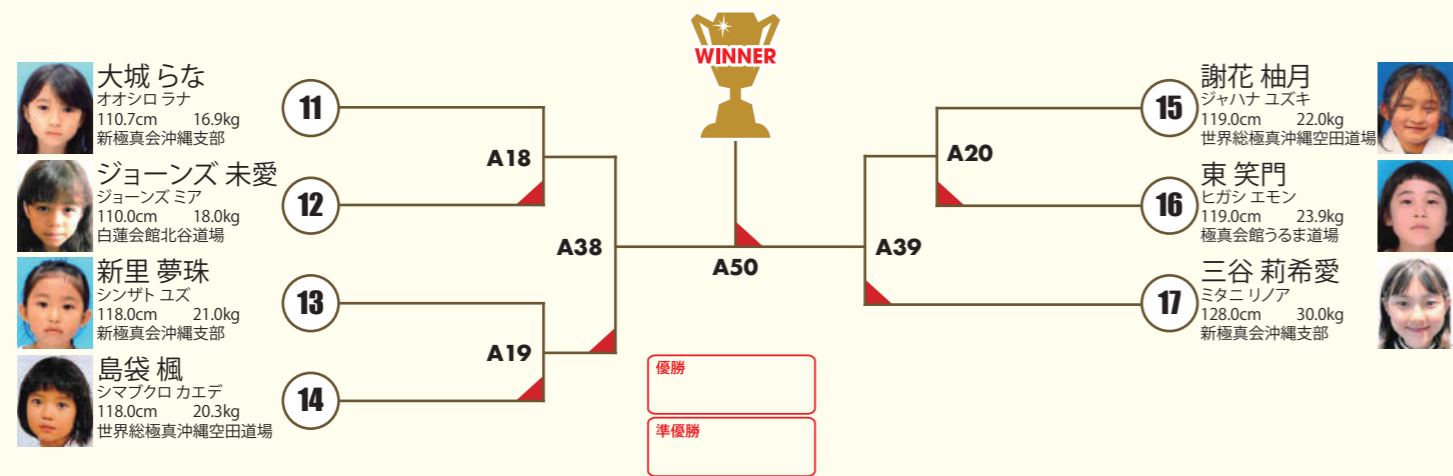 WINNER
大城 らな
オオシロ ラナ
110.7cm 16.9kg
新極真会沖縄支部
11
ジョーンズ 未愛
ジョーンズ ミア
110.0cm 18.0kg
白蓮会館北谷道場
12
A18
新里 夢珠
シンザト ユズ
118.0cm 21.0kg
新極真会沖縄支部
13
島袋 楓
シマブクロ カエデ
118.0cm 20.3kg
世界総極真沖縄空田道場
14
A19
A38
A50
優勝
準優勝
A39
A20
15
謝花 柚月
ジャハナ ユズキ
119.0cm 22.0kg
世界総極真沖縄空田道場
16
東 笑門
ヒガシ エモン
119.0cm 23.9kg
極真会館うるま道場
17
三谷 莉希愛
ミタニ リノア
128.0cm 30.0kg
新極真会沖縄支部